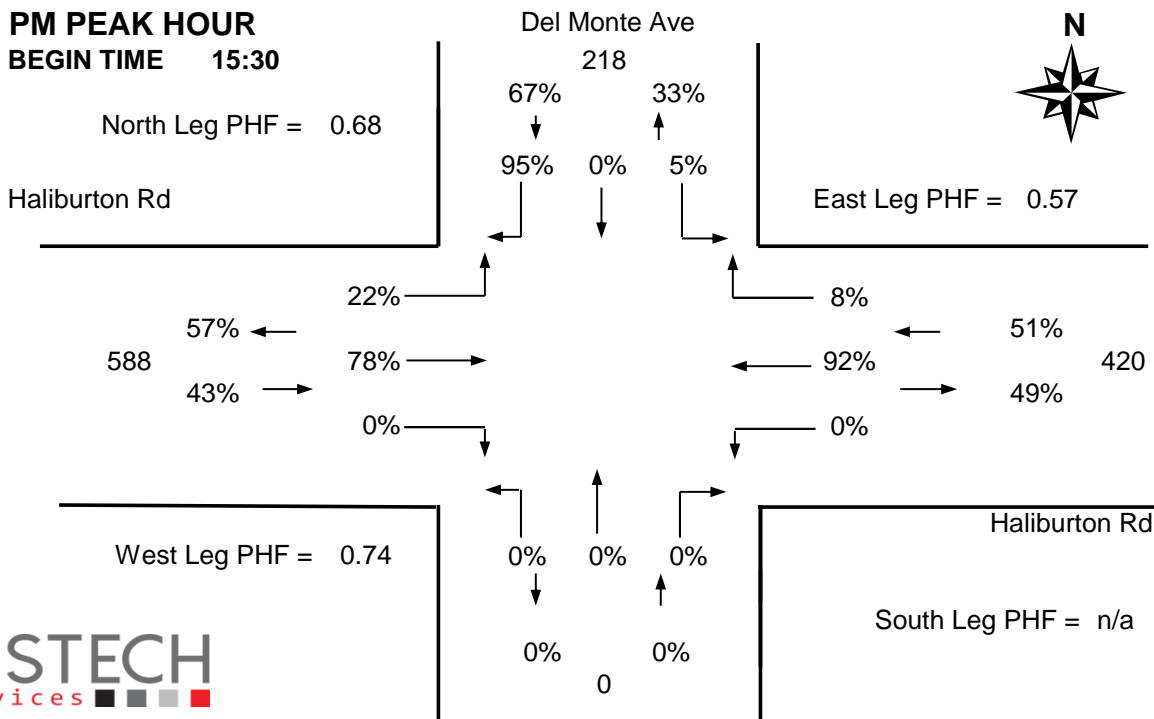 PM PEAK HOUR
BEGIN TIME 15:30
Del Monte Ave
218
N
67% 33%
North Leg PHF = 0.68
95% 0% 5%
Haliburton Rd
East Leg PHF = 0.57
22% 8%
57% 51%
588 78% 92% 420
43% 49%
0% 0%
Haliburton Rd
West Leg PHF = 0.74
0% 0% 0%
South Leg PHF = n/a
0% 0%
0
STECH
vices